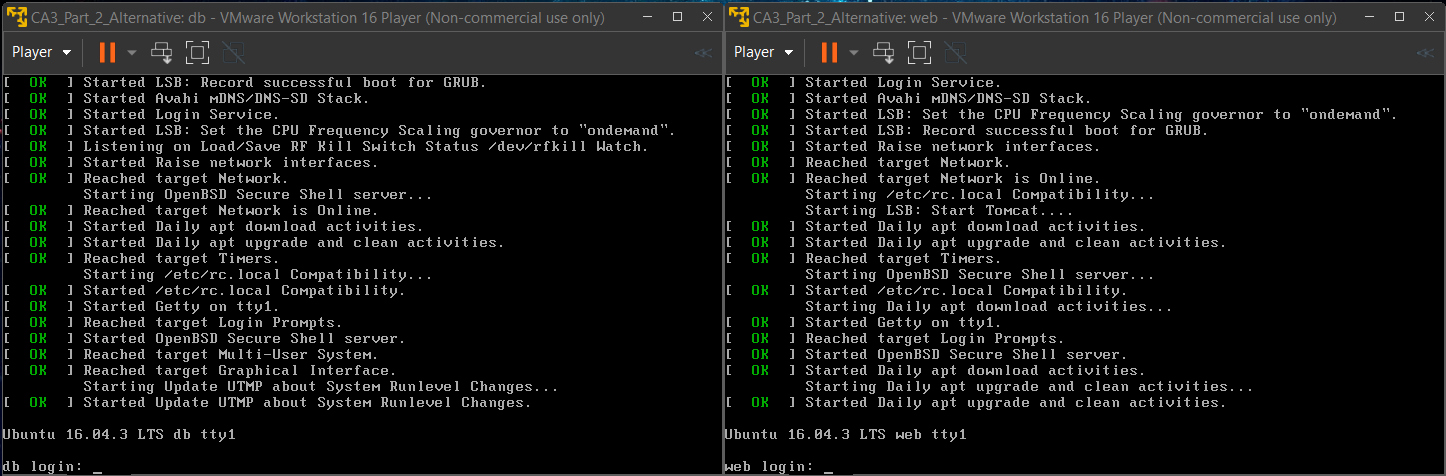 CA3_Part_2_Alternative: db - VMware Workstation 16 Player (Non-commercial use only)
Player
[  OK  ] Started LSB: Record successful boot for GRUB.
[  OK  ] Started Avahi mDNS/DNS-SD Stack.
[  OK  ] Started Login Service.
[  OK  ] Started LSB: Set the CPU Frequency Scaling governor to "ondemand".
[  OK  ] Listening on Load/Save RF Kill Switch Status /dev/rfkill Watch.
[  OK  ] Started Raise network interfaces.
[  OK  ] Reached target Network.
Starting OpenBSD Secure Shell server...
[  OK  ] Reached target Network is Online.
[  OK  ] Started Daily apt download activities.
[  OK  ] Started Daily apt upgrade and clean activities.
[  OK  ] Reached target Timers.
Starting /etc/rc.local Compatibility...
[  OK  ] Started /etc/rc.local Compatibility.
[  OK  ] Started Getty on tty1.
[  OK  ] Reached target Login Prompts.
[  OK  ] Started OpenBSD Secure Shell server.
[  OK  ] Reached target Multi-User System.
[  OK  ] Reached target Graphical Interface.
Starting Update UTMP about System Runlevel Changes...
[  OK  ] Started Update UTMP about System Runlevel Changes.
Ubuntu 16.04.3 LTS db tty1
db login: _
CA3_Part_2_Alternative: web - VMware Workstation 16 Player (Non-commercial use only)
Player
[  OK  ] Started Login Service.
[  OK  ] Started Avahi mDNS/DNS-SD Stack.
[  OK  ] Started LSB: Set the CPU Frequency Scaling governor to "ondemand".
[  OK  ] Started LSB: Record successful boot for GRUB.
[  OK  ] Started Raise network interfaces.
[  OK  ] Reached target Network.
[  OK  ] Reached target Network is Online.
Starting /etc/rc.local Compatibility...
Starting LSB: Start Tomcat....
[  OK  ] Started Daily apt download activities.
[  OK  ] Started Daily apt upgrade and clean activities.
[  OK  ] Reached target Timers.
Starting OpenBSD Secure Shell server...
[  OK  ] Started /etc/rc.local Compatibility.
Starting Daily apt download activities...
[  OK  ] Started Getty on tty1.
[  OK  ] Reached target Login Prompts.
[  OK  ] Started OpenBSD Secure Shell server.
[  OK  ] Started Daily apt download activities.
Starting Daily apt upgrade and clean activities...
[  OK  ] Started Daily apt upgrade and clean activities.
Ubuntu 16.04.3 LTS web tty1
web login: _